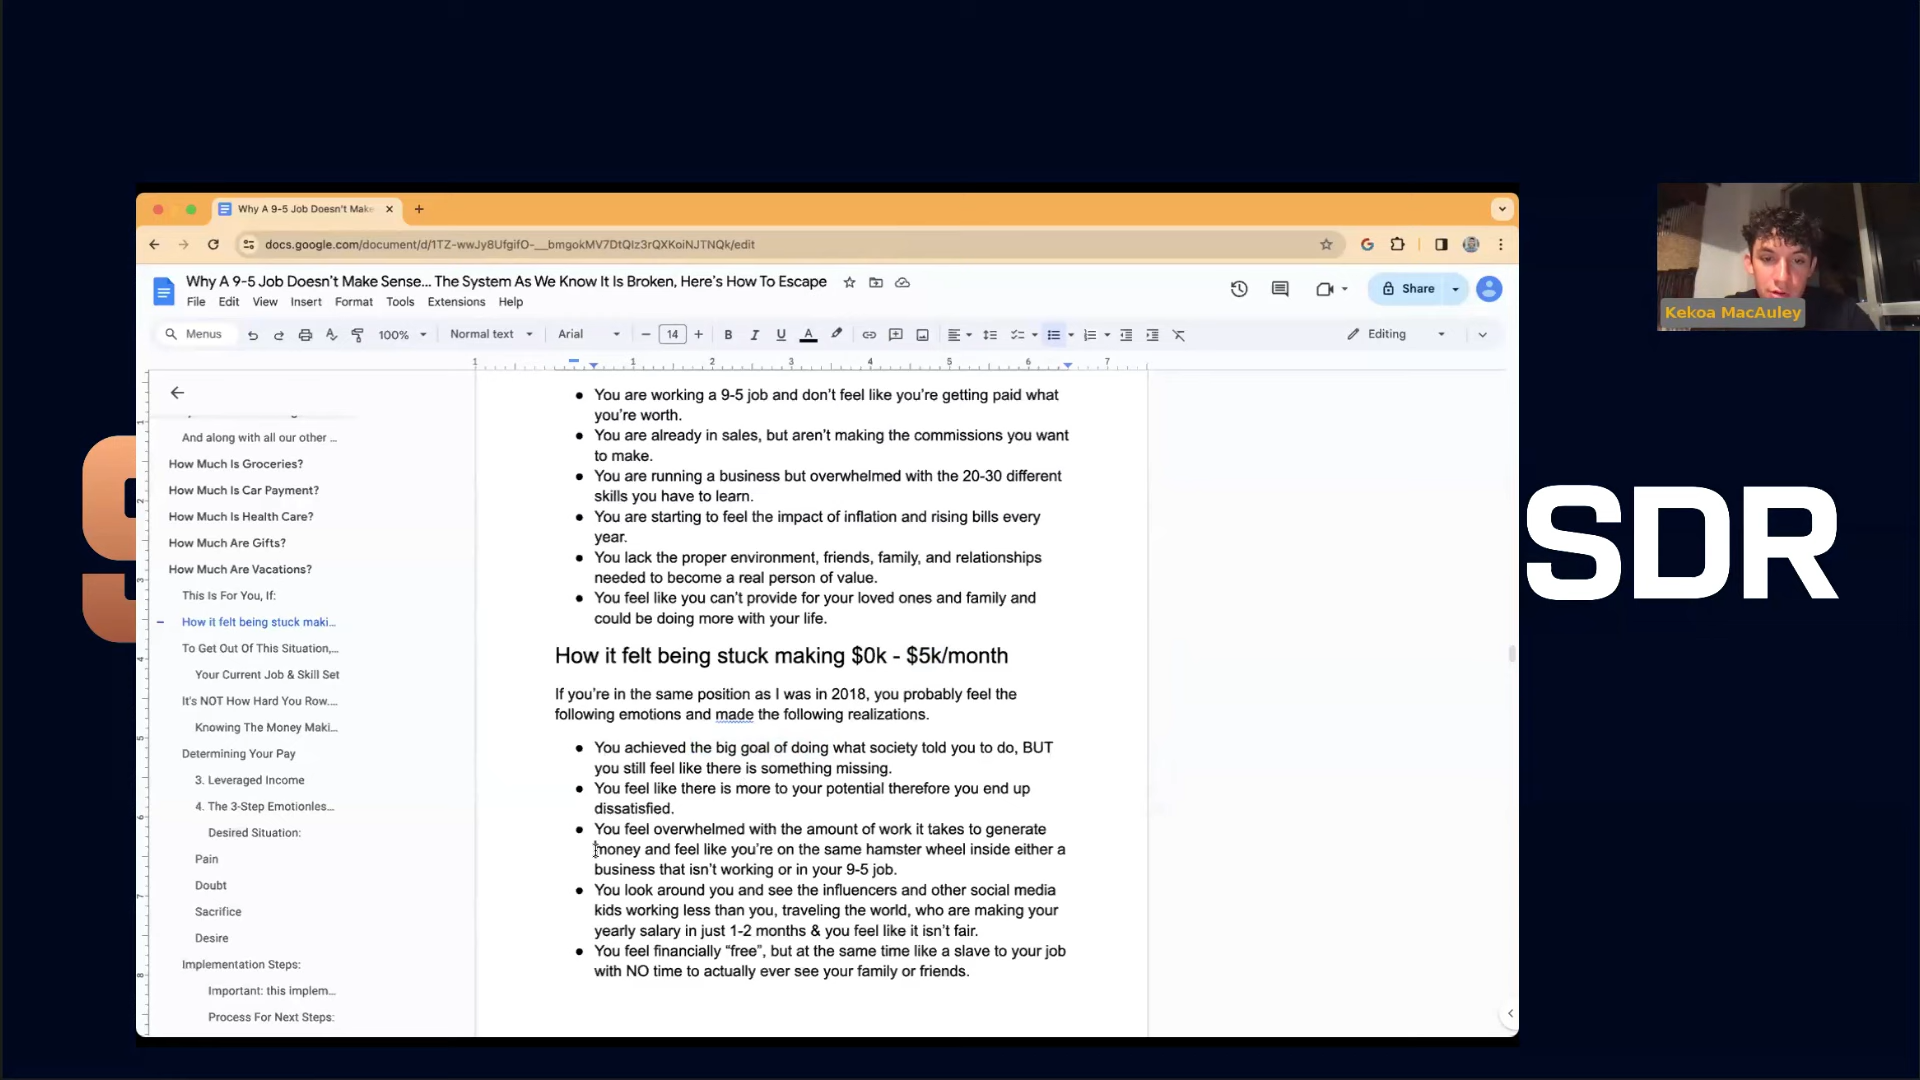 Why A 9-5 Job Doesn't Make
docs.google.com/document/d/1TZ-wwJy8UfgifO-__bmgokMV7DtQIz3rQXKoiNJTNQk/edit
Why A 9-5 Job Doesn't Make Sense... The System As We Know It Is Broken, Here's How To Escape
File Edit View Insert Format Tools Extensions Help
Share
Menus 100% Normal text Arial 14 B I U A Editing
1 1 2 3 4 5 6 7
And along with all our other ...
How Much Is Groceries?
How Much Is Car Payment?
How Much Is Health Care?
How Much Are Gifts?
How Much Are Vacations?
This Is For You, If:
How it felt being stuck maki...
To Get Out Of This Situation,...
Your Current Job & Skill Set
It's NOT How Hard You Row....
Knowing The Money Maki...
Determining Your Pay
3. Leveraged Income
4. The 3-Step Emotionles...
Desired Situation:
Pain
Doubt
Sacrifice
Desire
Implementation Steps:
Important: this implem...
Process For Next Steps:
● You are working a 9-5 job and don't feel like you're getting paid what
you're worth.
● You are already in sales, but aren't making the commissions you want
to make.
● You are running a business but overwhelmed with the 20-30 different
skills you have to learn.
● You are starting to feel the impact of inflation and rising bills every
year.
● You lack the proper environment, friends, family, and relationships
needed to become a real person of value.
● You feel like you can't provide for your loved ones and family and
could be doing more with your life.
How it felt being stuck making $0k - $5k/month
If you're in the same position as I was in 2018, you probably feel the
following emotions and made the following realizations.
● You achieved the big goal of doing what society told you to do, BUT
you still feel like there is something missing.
● You feel like there is more to your potential therefore you end up
dissatisfied.
● You feel overwhelmed with the amount of work it takes to generate
money and feel like you're on the same hamster wheel inside either a
business that isn't working or in your 9-5 job.
● You look around you and see the influencers and other social media
kids working less than you, traveling the world, who are making your
yearly salary in just 1-2 months & you feel like it isn't fair.
● You feel financially “free”, but at the same time like a slave to your job
with NO time to actually ever see your family or friends.
Kekoa MacAuley
SDR